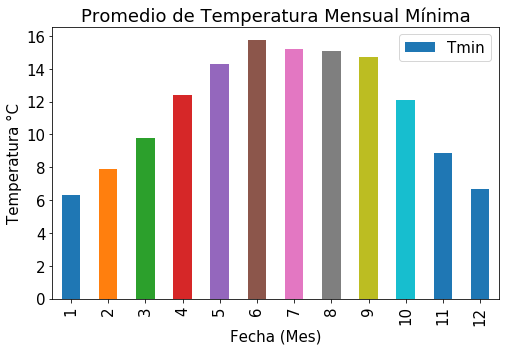 Promedio de Temperatura Mensual Mínima
Tmin
Temperatura °C
16
14
12
10
8
6
4
2
0
1 2 3 4 5 6 7 8 9 10 11 12
Fecha (Mes)